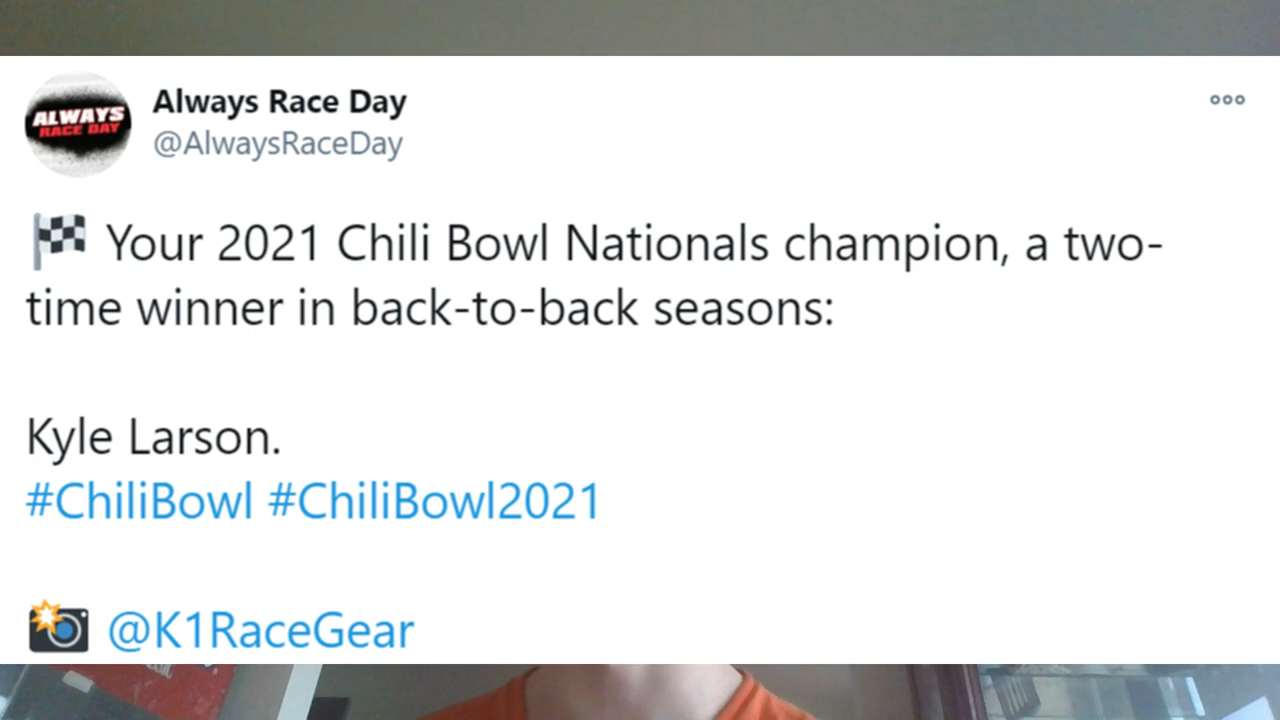 ALWAYS
RACE DAY
Always Race Day
@AlwaysRaceDay
🏁 Your 2021 Chili Bowl Nationals champion, a two-
time winner in back-to-back seasons:
Kyle Larson.
#ChiliBowl #ChiliBowl2021
📸 @K1RaceGear